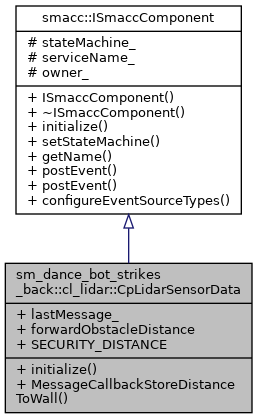 smacc::ISmaccComponent
# stateMachine_
# serviceName_
# owner_
+ ISmaccComponent()
+ ~ISmaccComponent()
+ initialize()
+ setStateMachine()
+ getName()
+ postEvent()
+ postEvent()
+ configureEventSourceTypes()
sm_dance_bot_strikes
_back::cl_lidar::CpLidarSensorData
+ lastMessage_
+ forwardObstacleDistance
+ SECURITY_DISTANCE
+ initialize()
+ MessageCallbackStoreDistance
ToWall()